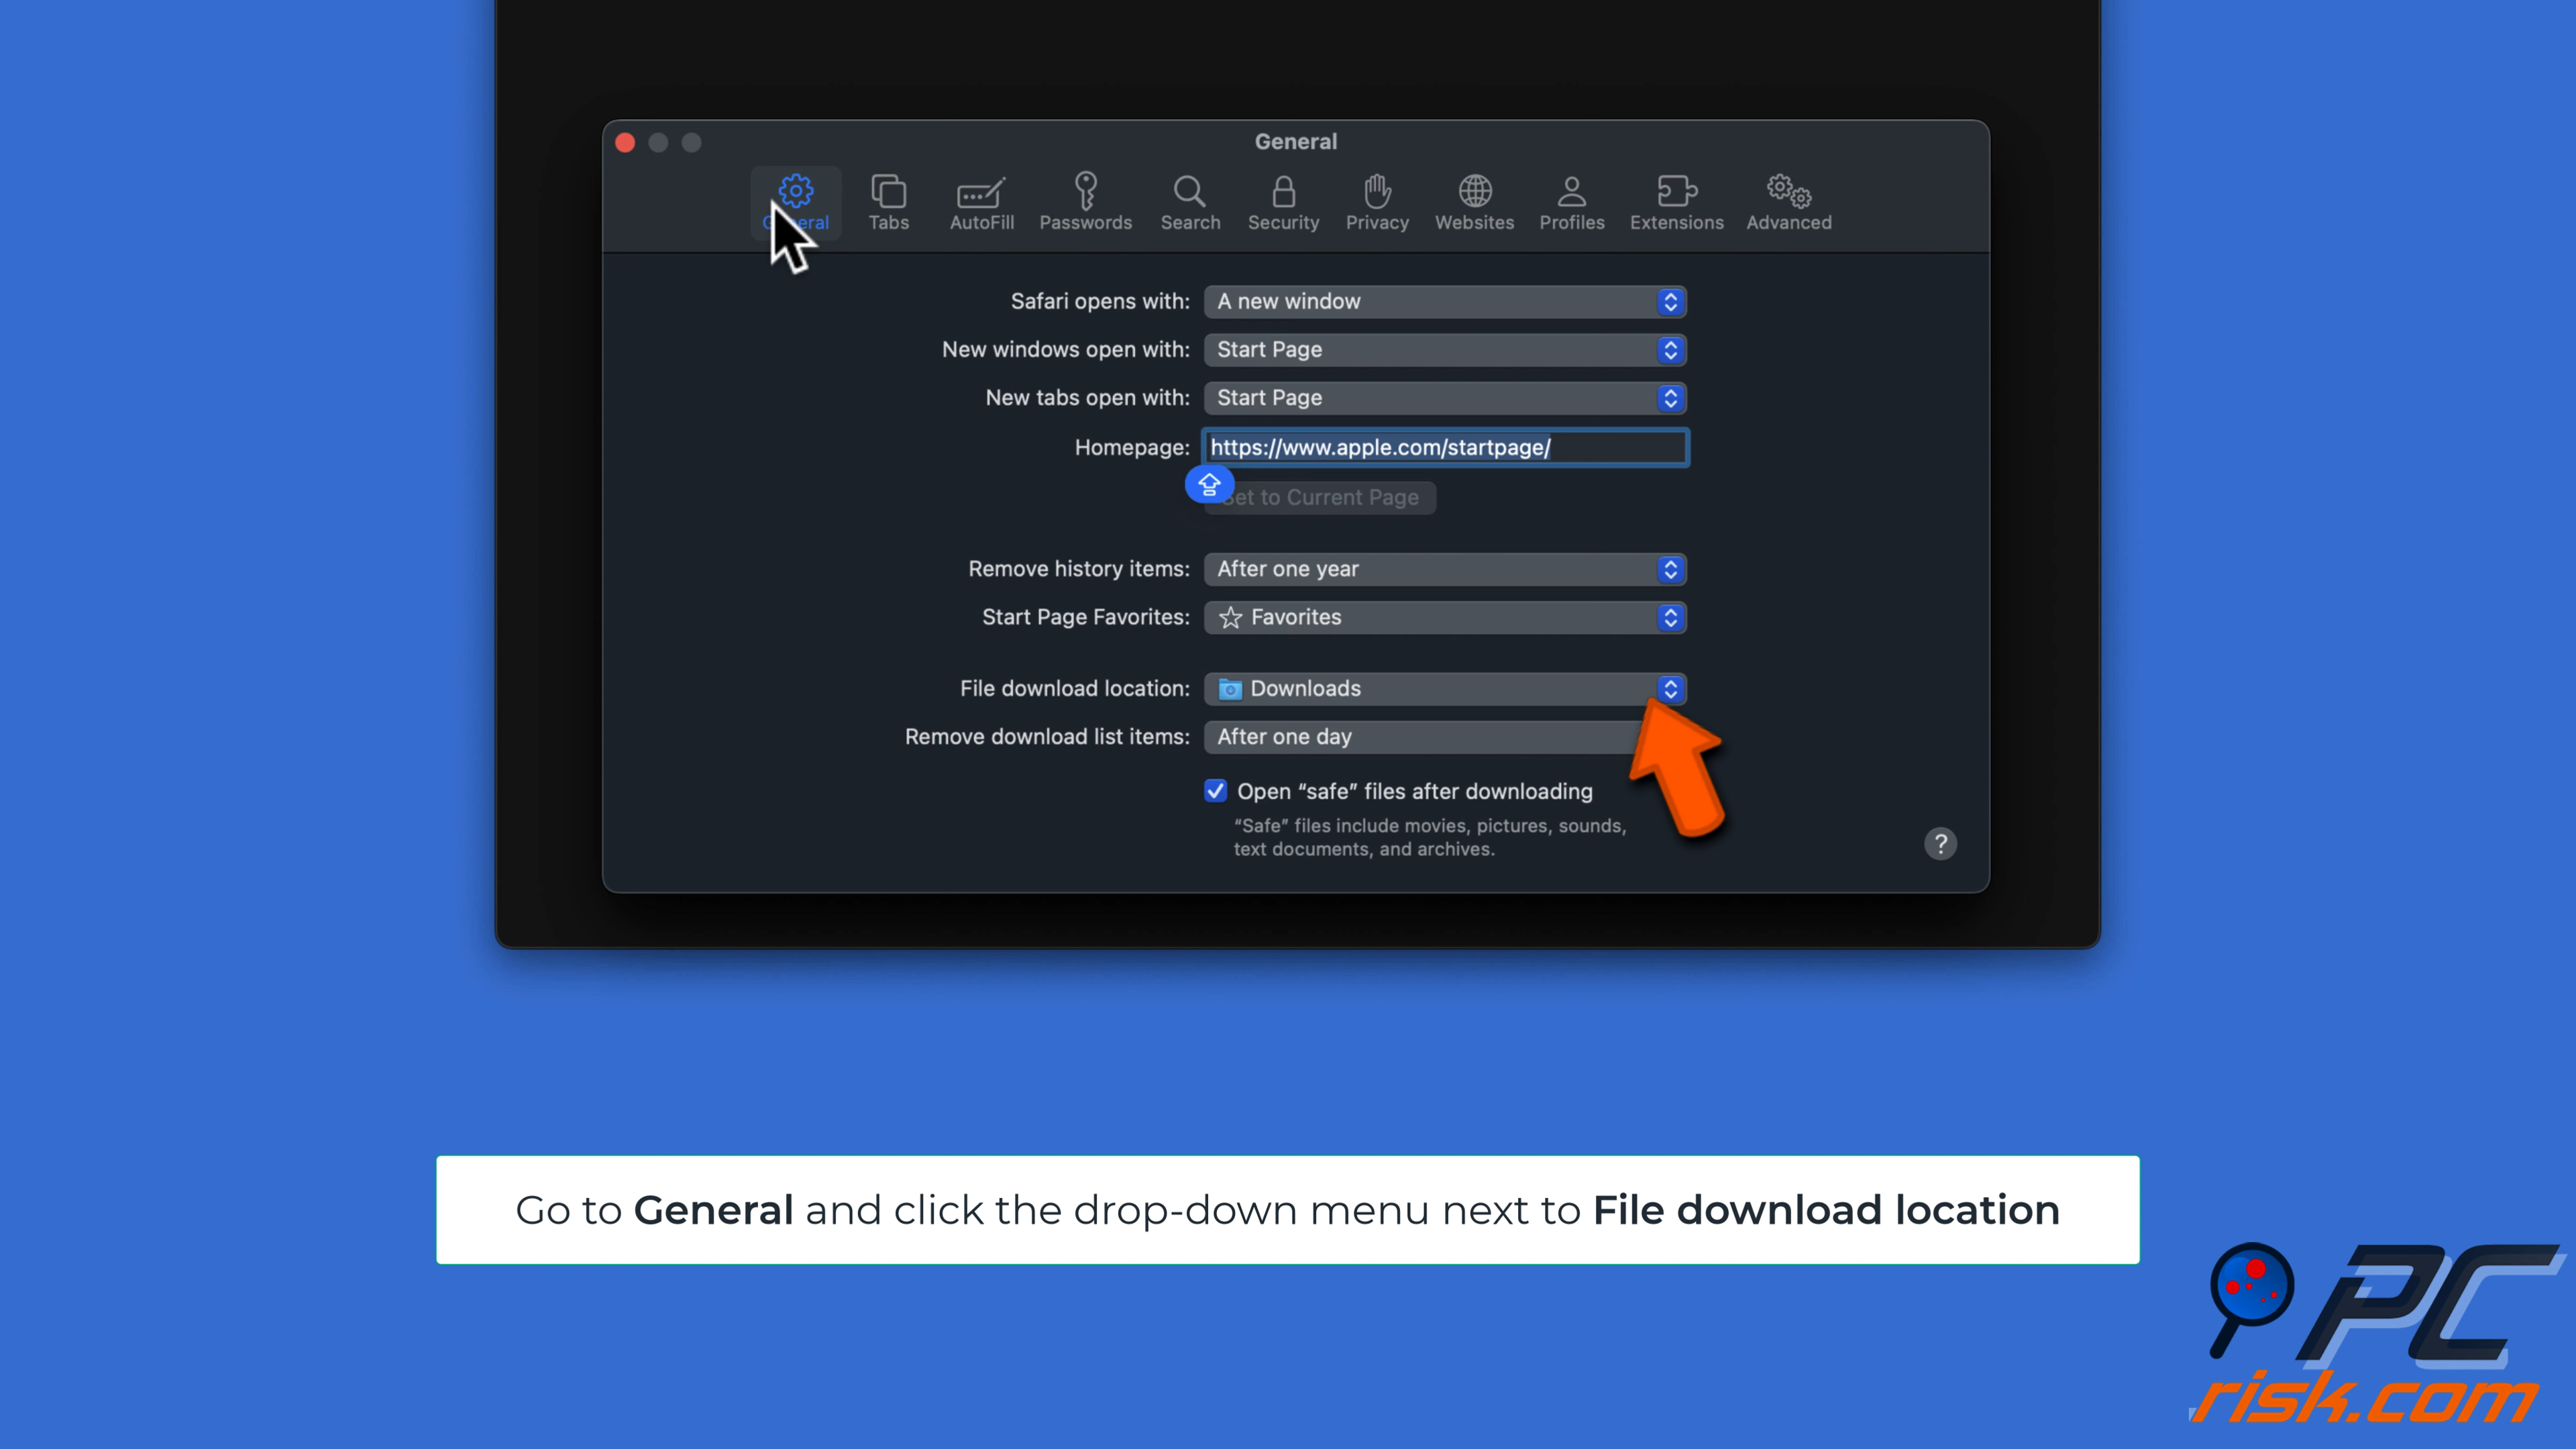 General
General
Tabs
AutoFill
Passwords
Search
Security
Privacy
Websites
Profiles
Extensions
Advanced
Safari opens with: A new window
New windows open with: Start Page
New tabs open with: Start Page
Homepage: https://www.apple.com/startpage/
Set to Current Page
Remove history items: After one year
Start Page Favorites: Favorites
File download location: Downloads
Remove download list items: After one day
Open “safe” files after downloading
“Safe” files include movies, pictures, sounds,
text documents, and archives.
?
Go to General and click the drop-down menu next to File download location
PC
risk.com